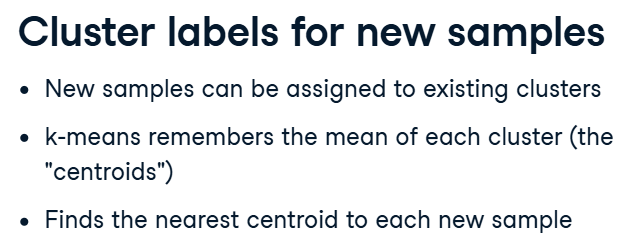 Cluster labels for new samples
• New samples can be assigned to existing clusters
• k-means remembers the mean of each cluster (the
"centroids")
• Finds the nearest centroid to each new sample